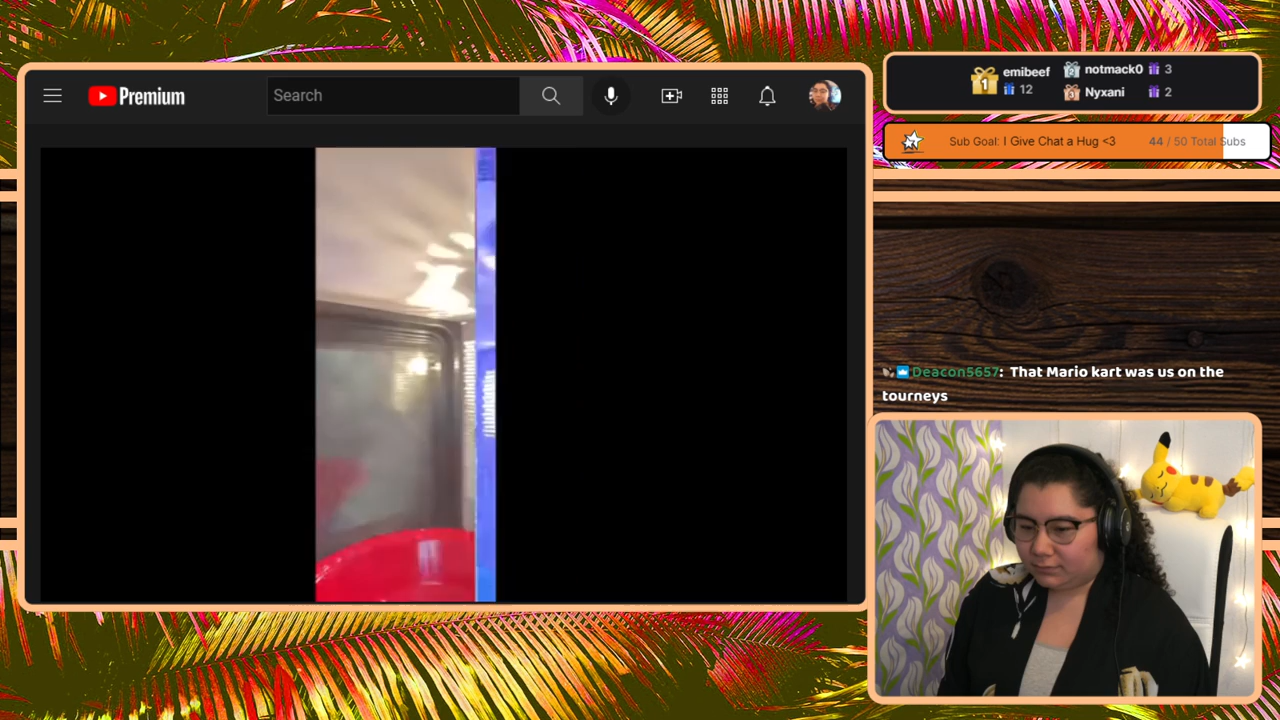 Premium
Search
1
emibeef
12
notmack0 3
Nyxani 2
Sub Goal: I Give Chat a Hug <3 44 / 50 Total Subs
Deacon5657: That Mario kart was us on the
tourneys